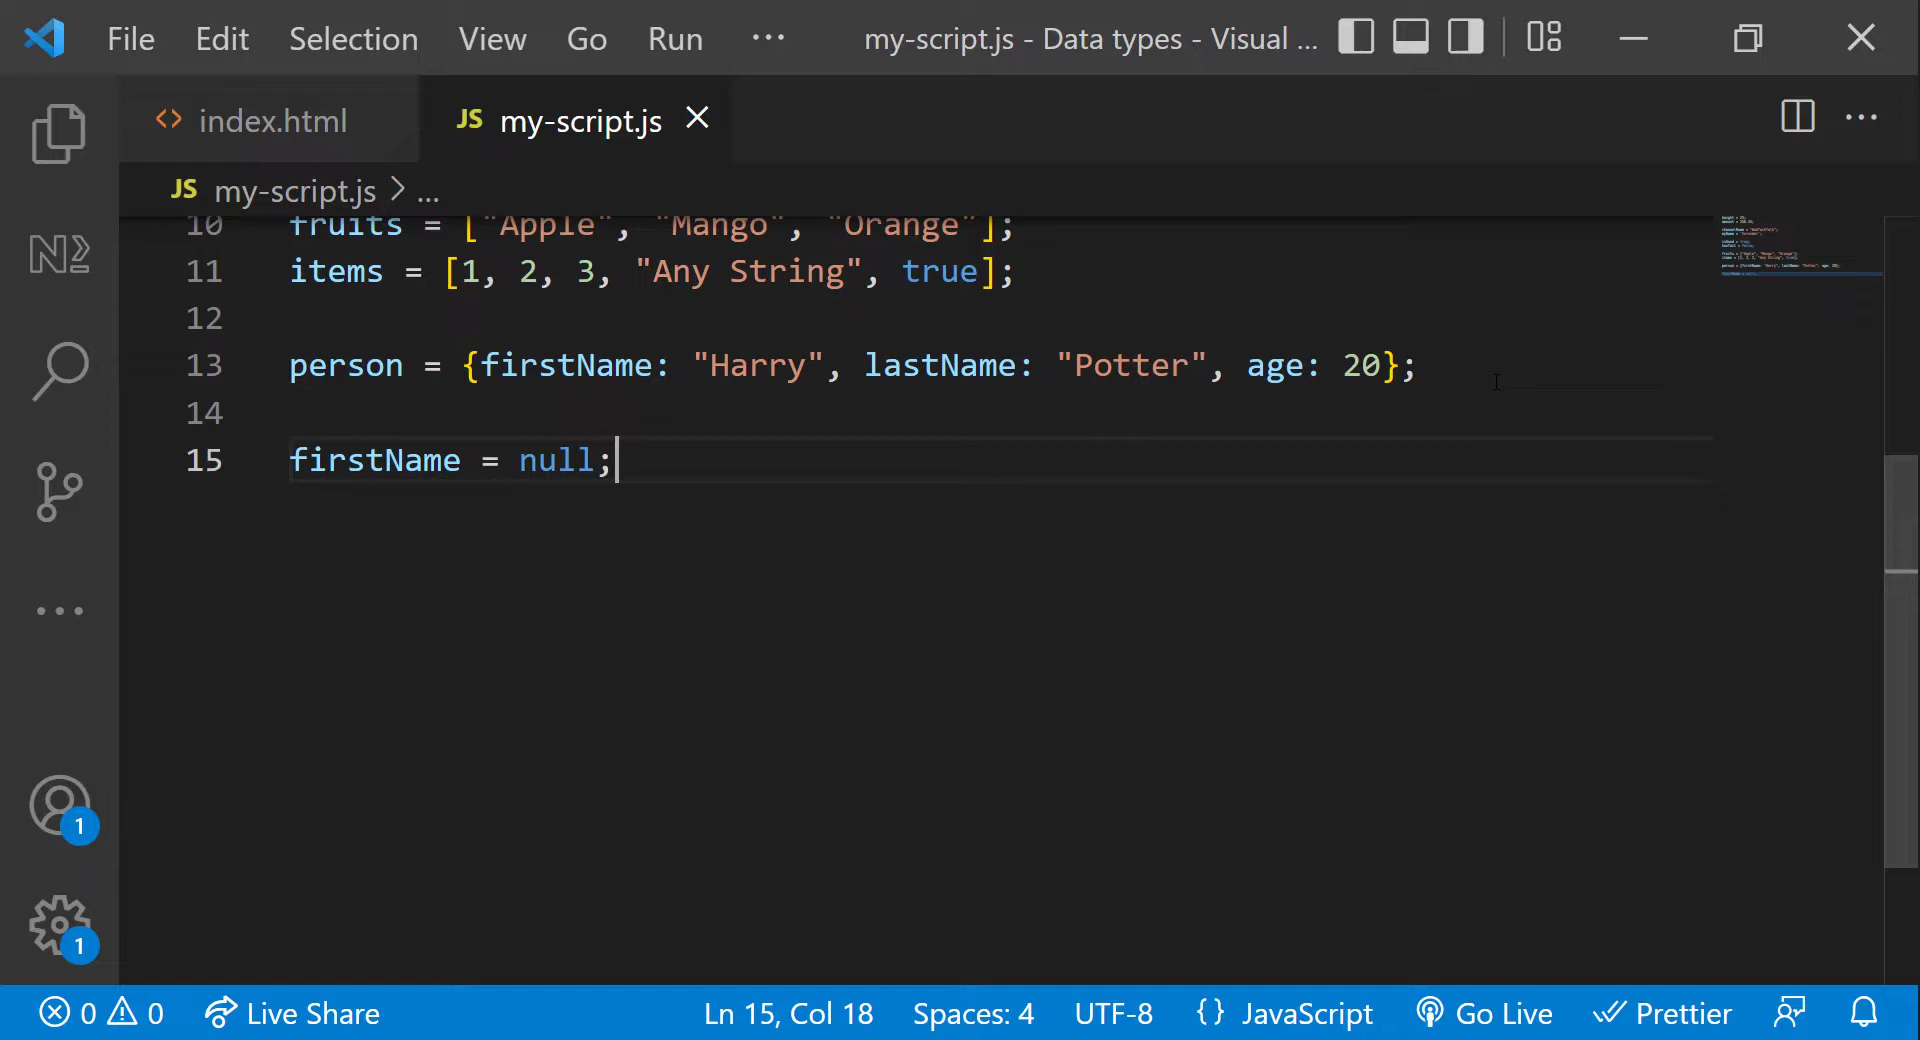 File Edit Selection View Go Run ··· my-script.js - Data types - Visual ...
<> index.html JS my-script.js
JS my-script.js > ...
10 fruits = ["Apple", "Mango", "Orange"];
11 items = [1, 2, 3, "Any String", true];
12
13 person = {firstName: "Harry", lastName: "Potter", age: 20};
14
15 firstName = null;
1
1
0 0 Live Share Ln 15, Col 18 Spaces: 4 UTF-8 {} JavaScript Go Live Prettier